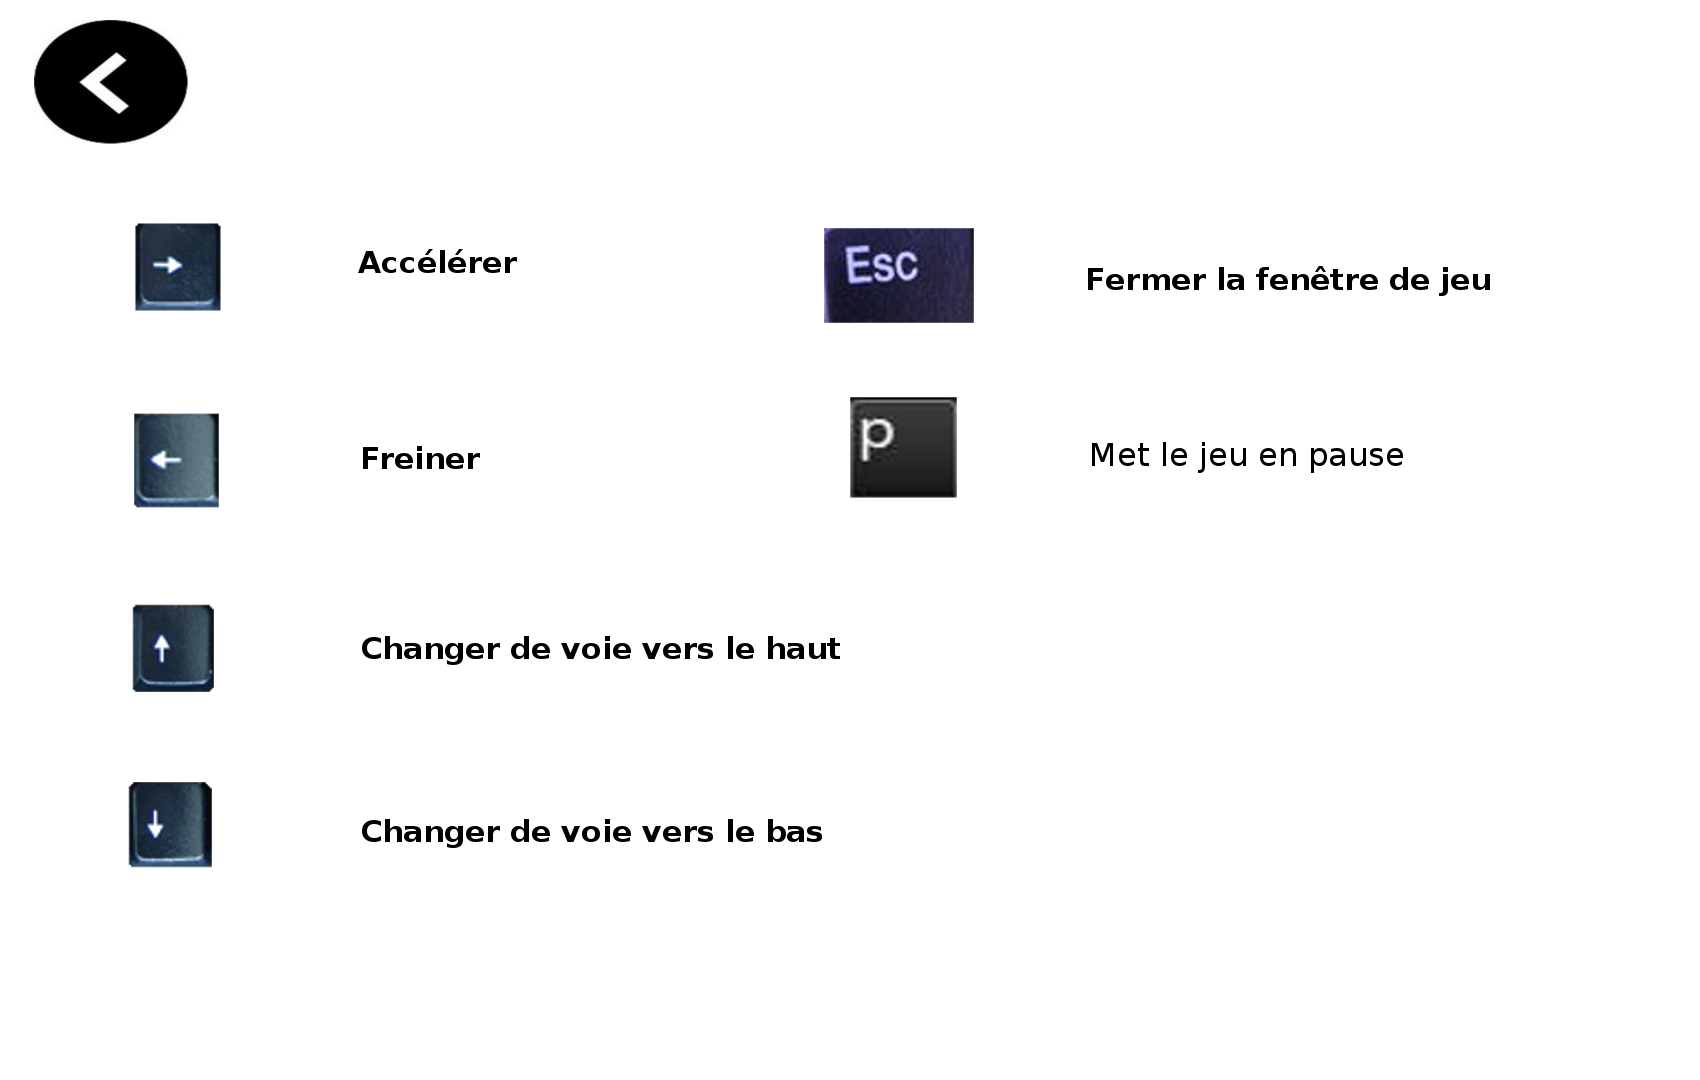 Accélérer
Esc
Fermer la fenêtre de jeu
Freiner
p
Met le jeu en pause
Changer de voie vers le haut
Changer de voie vers le bas